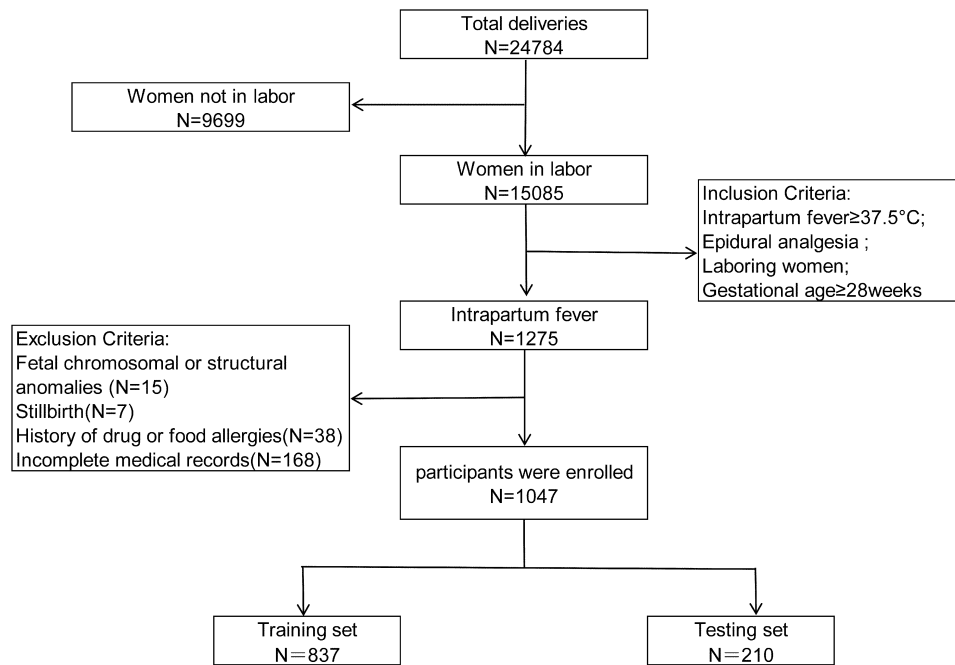 Total deliveries
N=24784
Women not in labor
N=9699
Women in labor
N=15085
Inclusion Criteria:
Intrapartum fever≥37.5°C;
Epidural analgesia ;
Laboring women;
Gestational age≥28weeks
Intrapartum fever
N=1275
Exclusion Criteria:
Fetal chromosomal or structural
anomalies (N=15)
Stillbirth(N=7)
History of drug or food allergies(N=38)
Incomplete medical records(N=168)
participants were enrolled
N=1047
Training set
N＝837
Testing set
N＝210